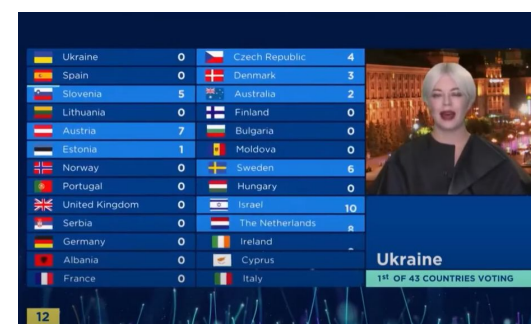 Ukraine 0
Spain 0
Slovenia 5
Lithuania 0
Austria 7
Estonia 1
Norway 0
Portugal 0
United Kingdom 0
Serbia 0
Germany 0
Albania 0
France 0
Czech Republic 4
Denmark 3
Australia 2
Finland 0
Bulgaria 0
Moldova 0
Sweden 6
Hungary 0
Israel 10
The Netherlands 8
Ireland
Cyprus
Italy
Ukraine
1st OF 43 COUNTRIES VOTING
12